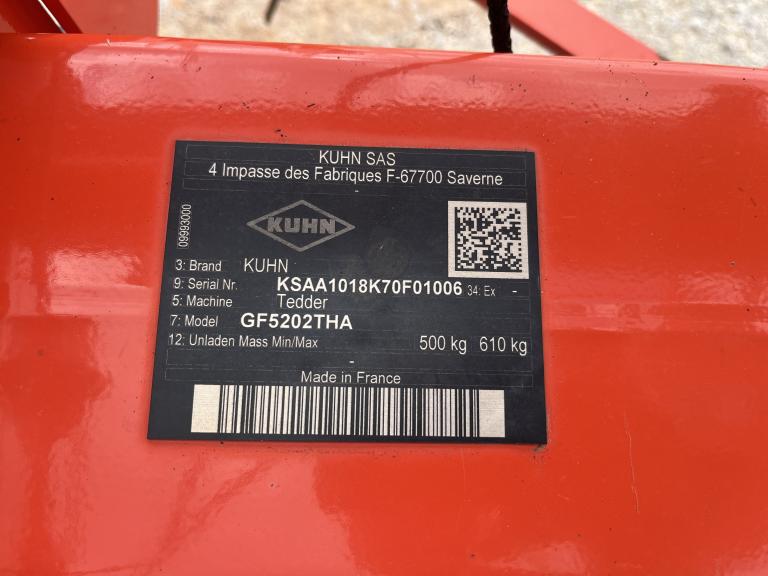 KUHN SAS
4 Impasse des Fabriques F-67700 Saverne
-
09993000
KUHN
3: Brand KUHN
9: Serial Nr. KSAA1018K70F01006 34: Ex -
5: Machine Tedder
7: Model GF5202THA
12: Unladen Mass Min/Max 500 kg 610 kg
-
Made in France